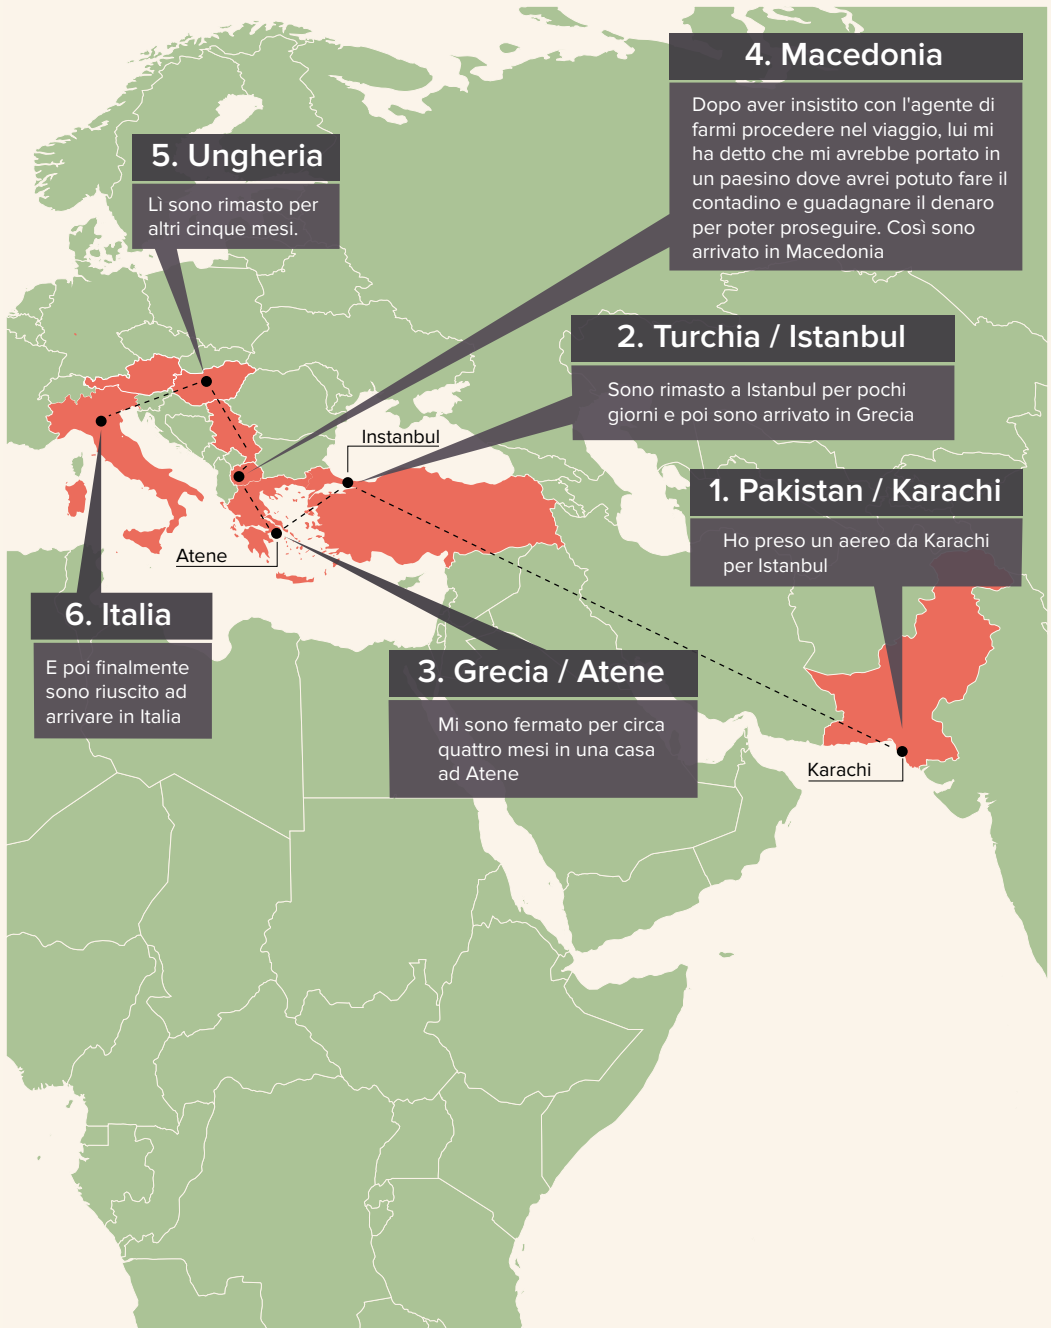 4. Macedonia
Dopo aver insistito con l'agente di
farmi procedere nel viaggio, lui mi
ha detto che mi avrebbe portato in
un paesino dove avrei potuto fare il
contadino e guadagnare il denaro
per poter proseguire. Così sono
arrivato in Macedonia
5. Ungheria
Lì sono rimasto per
altri cinque mesi.
2. Turchia / Istanbul
Sono rimasto a Istanbul per pochi
giorni e poi sono arrivato in Grecia
Instanbul
1. Pakistan / Karachi
Ho preso un aereo da Karachi
per Istanbul
Atene
6. Italia
E poi finalmente
sono riuscito ad
arrivare in Italia
3. Grecia / Atene
Mi sono fermato per circa
quattro mesi in una casa
ad Atene
Karachi